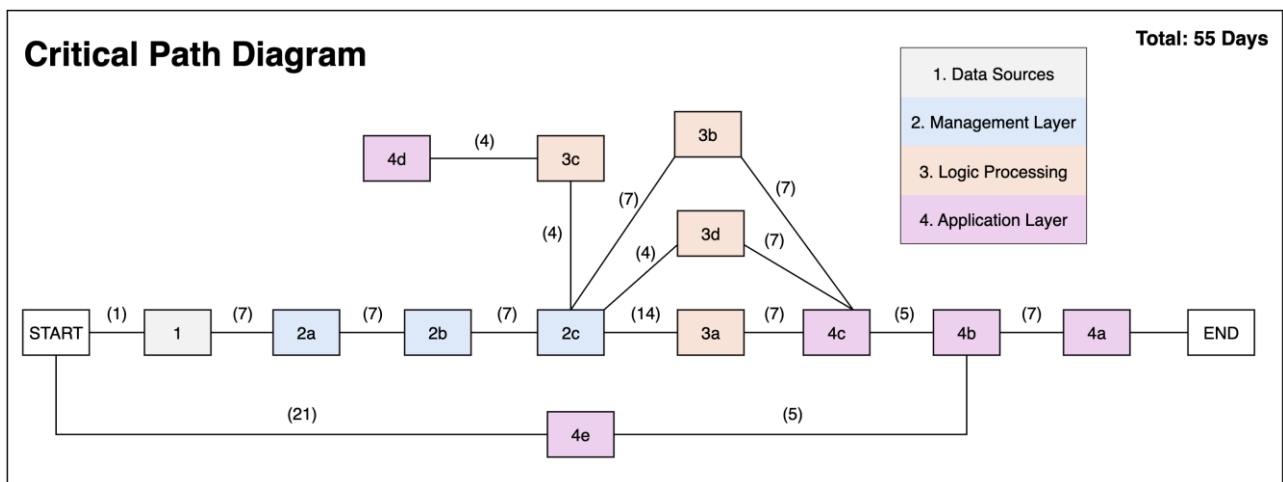 Critical Path Diagram
Total: 55 Days
1. Data Sources
2. Management Layer
3. Logic Processing
4. Application Layer
3b
4d
(4)
3c
(7)
(7)
3d
(4)
(4)
(7)
START
(1)
1
(7)
2a
(7)
2b
(7)
2c
(14)
3a
(7)
4c
(5)
4b
(7)
4a
END
(21)
4e
(5)